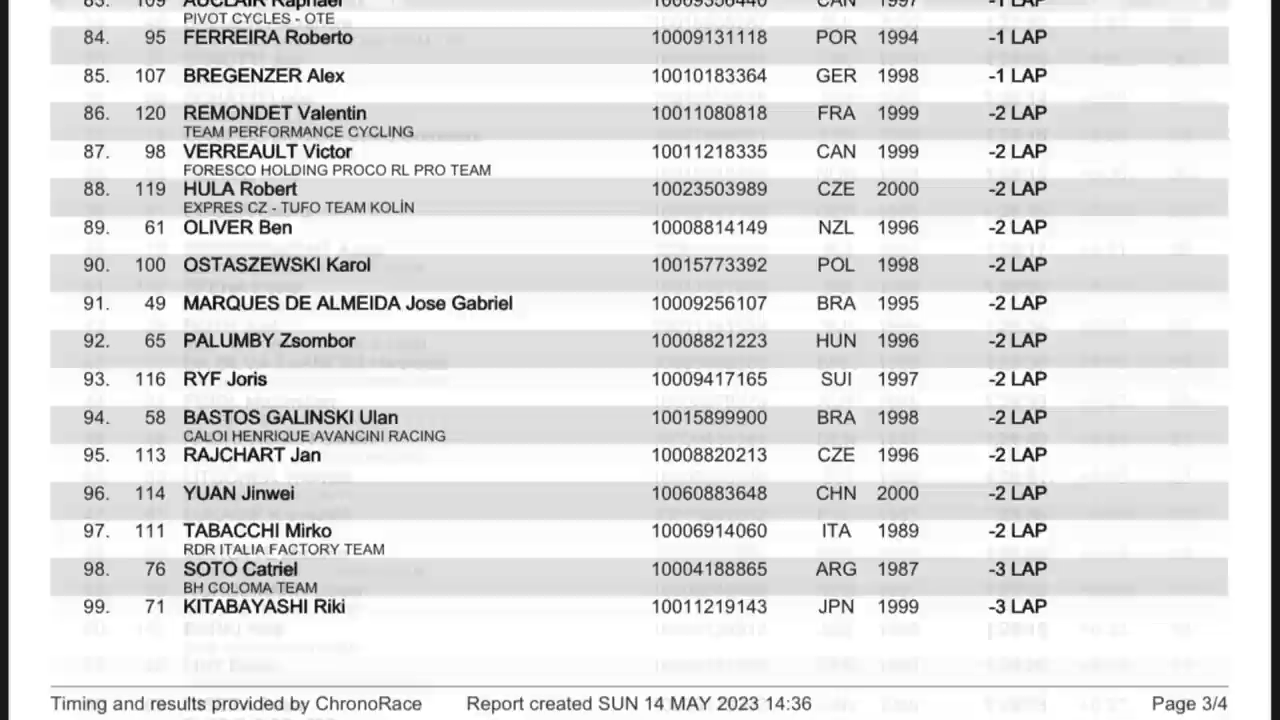 83. 109 AUCLAIR Raphael 10009356440 CAN 1997 -1 LAP
PIVOT CYCLES - OTE
84. 95 FERREIRA Roberto 10009131118 POR 1994 -1 LAP
85. 107 BREGENZER Alex 10010183364 GER 1998 -1 LAP
86. 120 REMONDET Valentin 10011080818 FRA 1999 -2 LAP
TEAM PERFORMANCE CYCLING
87. 98 VERREAULT Victor 10011218335 CAN 1999 -2 LAP
FORESCO HOLDING PROCO RL PRO TEAM
88. 119 HULA Robert 10023503989 CZE 2000 -2 LAP
EXPRES CZ - TUFO TEAM KOLÍN
89. 61 OLIVER Ben 10008814149 NZL 1996 -2 LAP
90. 100 OSTASZEWSKI Karol 10015773392 POL 1998 -2 LAP
91. 49 MARQUES DE ALMEIDA Jose Gabriel 10009256107 BRA 1995 -2 LAP
92. 65 PALUMBY Zsombor 10008821223 HUN 1996 -2 LAP
93. 116 RYF Joris 10009417165 SUI 1997 -2 LAP
94. 58 BASTOS GALINSKI Ulan 10015899900 BRA 1998 -2 LAP
CALOI HENRIQUE AVANCINI RACING
95. 113 RAJCHART Jan 10008820213 CZE 1996 -2 LAP
96. 114 YUAN Jinwei 10060883648 CHN 2000 -2 LAP
97. 111 TABACCHI Mirko 10006914060 ITA 1989 -2 LAP
RDR ITALIA FACTORY TEAM
98. 76 SOTO Catriel 10004188865 ARG 1987 -3 LAP
BH COLOMA TEAM
99. 71 KITABAYASHI Riki 10011219143 JPN 1999 -3 LAP
Timing and results provided by ChronoRace Report created SUN 14 MAY 2023 14:36 Page 3/4